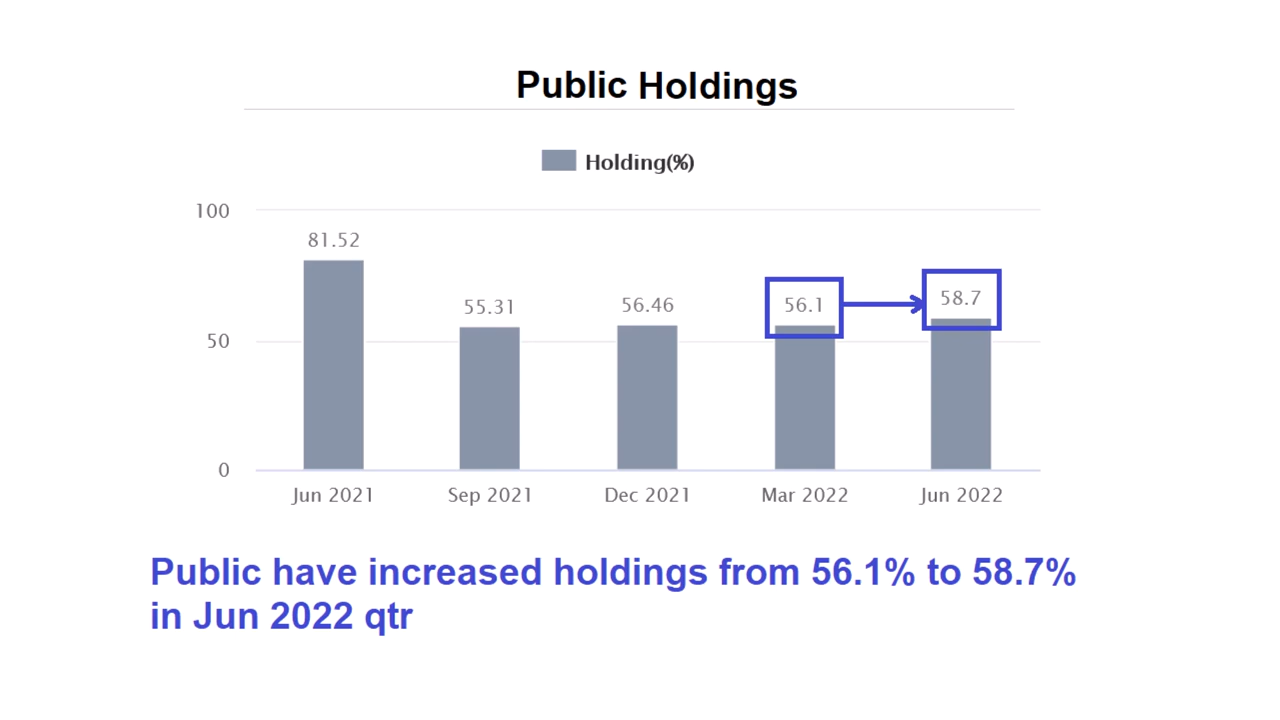 Public Holdings
Holding(%)
100
81.52
55.31
56.46
56.1
58.7
50
0
Jun 2021
Sep 2021
Dec 2021
Mar 2022
Jun 2022
Public have increased holdings from 56.1% to 58.7%
in Jun 2022 qtr